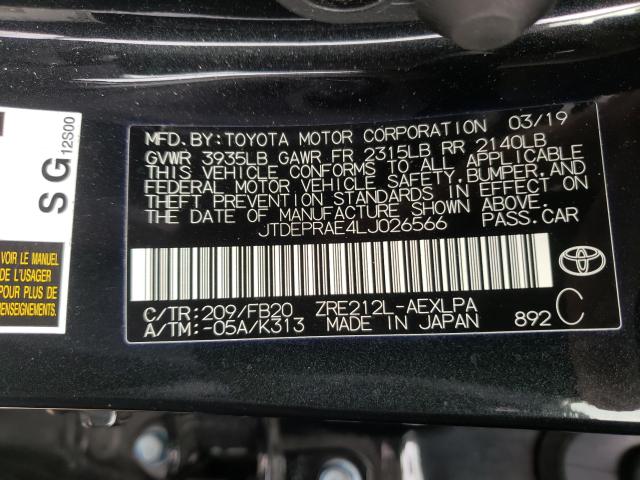 MFD. BY: TOYOTA MOTOR CORPORATION 03/19
GVWR 3935LB GAWR FR 2315LB RR 2140LB
THIS VEHICLE CONFORMS TO ALL APPLICABLE
FEDERAL MOTOR VEHICLE SAFETY, BUMPER, AND
THEFT PREVENTION STANDARDS IN EFFECT ON
THE DATE OF MANUFACTURE SHOWN ABOVE.
JTDEPRAE4LJ026566 PASS. CAR
C/TR: 209/FB20 ZRE212L-AEXLPA
A/TM: -05A/K313 MADE IN JAPAN 892 C
SG 12S00
VOIR LE MANUEL
DE L'USAGER
POUR PLUS DE
RENSEIGNEMENTS.